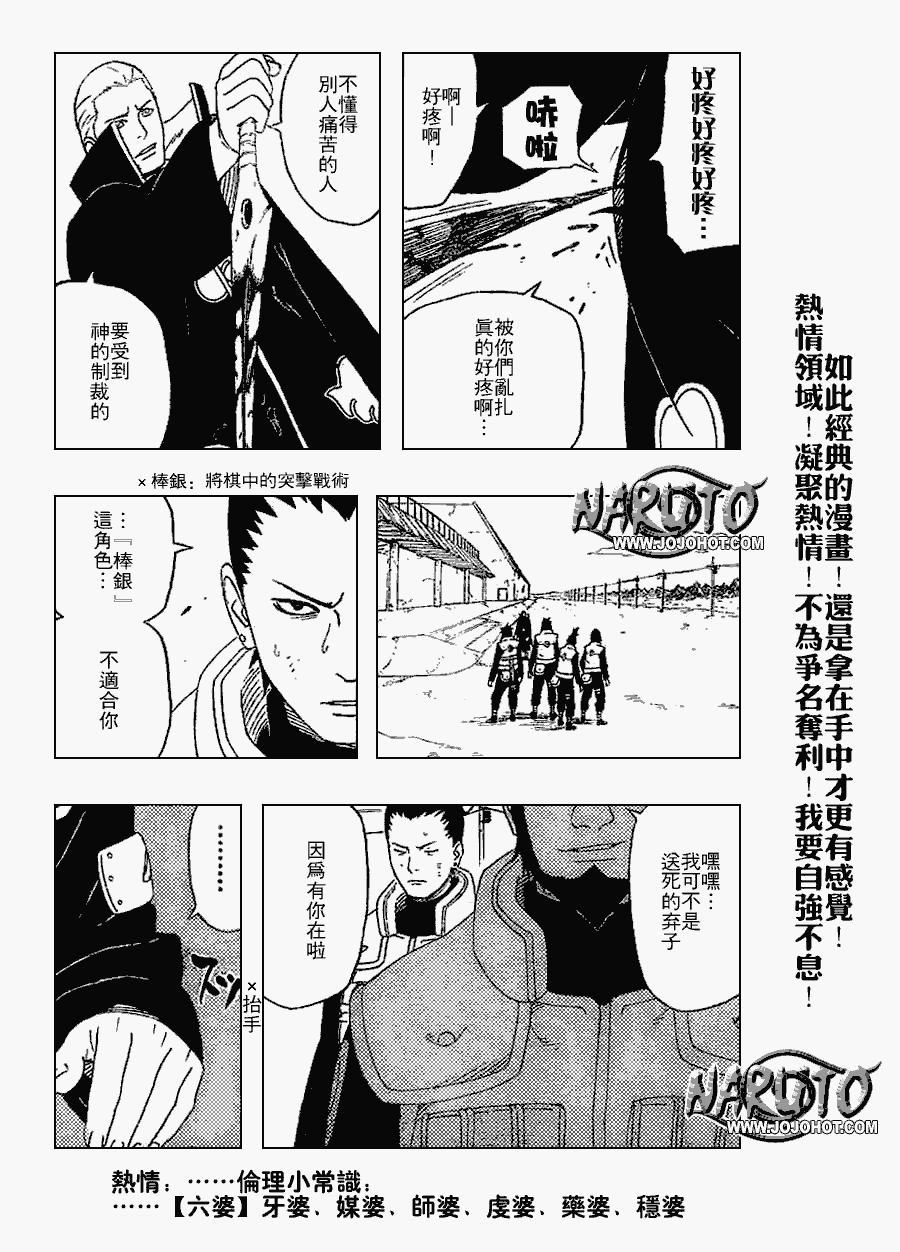 好疼好疼好疼…
啪啦
啊—
好疼啊！
被你們亂扎
真的好疼啊…
不懂得
別人痛苦的人
要受到
神的制裁的
×棒銀：將棋中的突擊戰術
NARUTO
WWW.JOJOHOT.COM
…『棒銀』
這角色…
不適合你
嘿嘿…
我可不是
送死的弃子
因爲有你在啦
………
スッ
×抬手
如此經典的漫畫！還是拿在手中才更有感覺！
熱情領域！凝聚熱情！不為爭名奪利！我要自強不息！
NARUTO
WWW.JOJOHOT.COM
熱情：……倫理小常識：
……【六婆】牙婆、媒婆、師婆、虔婆、藥婆、穩婆